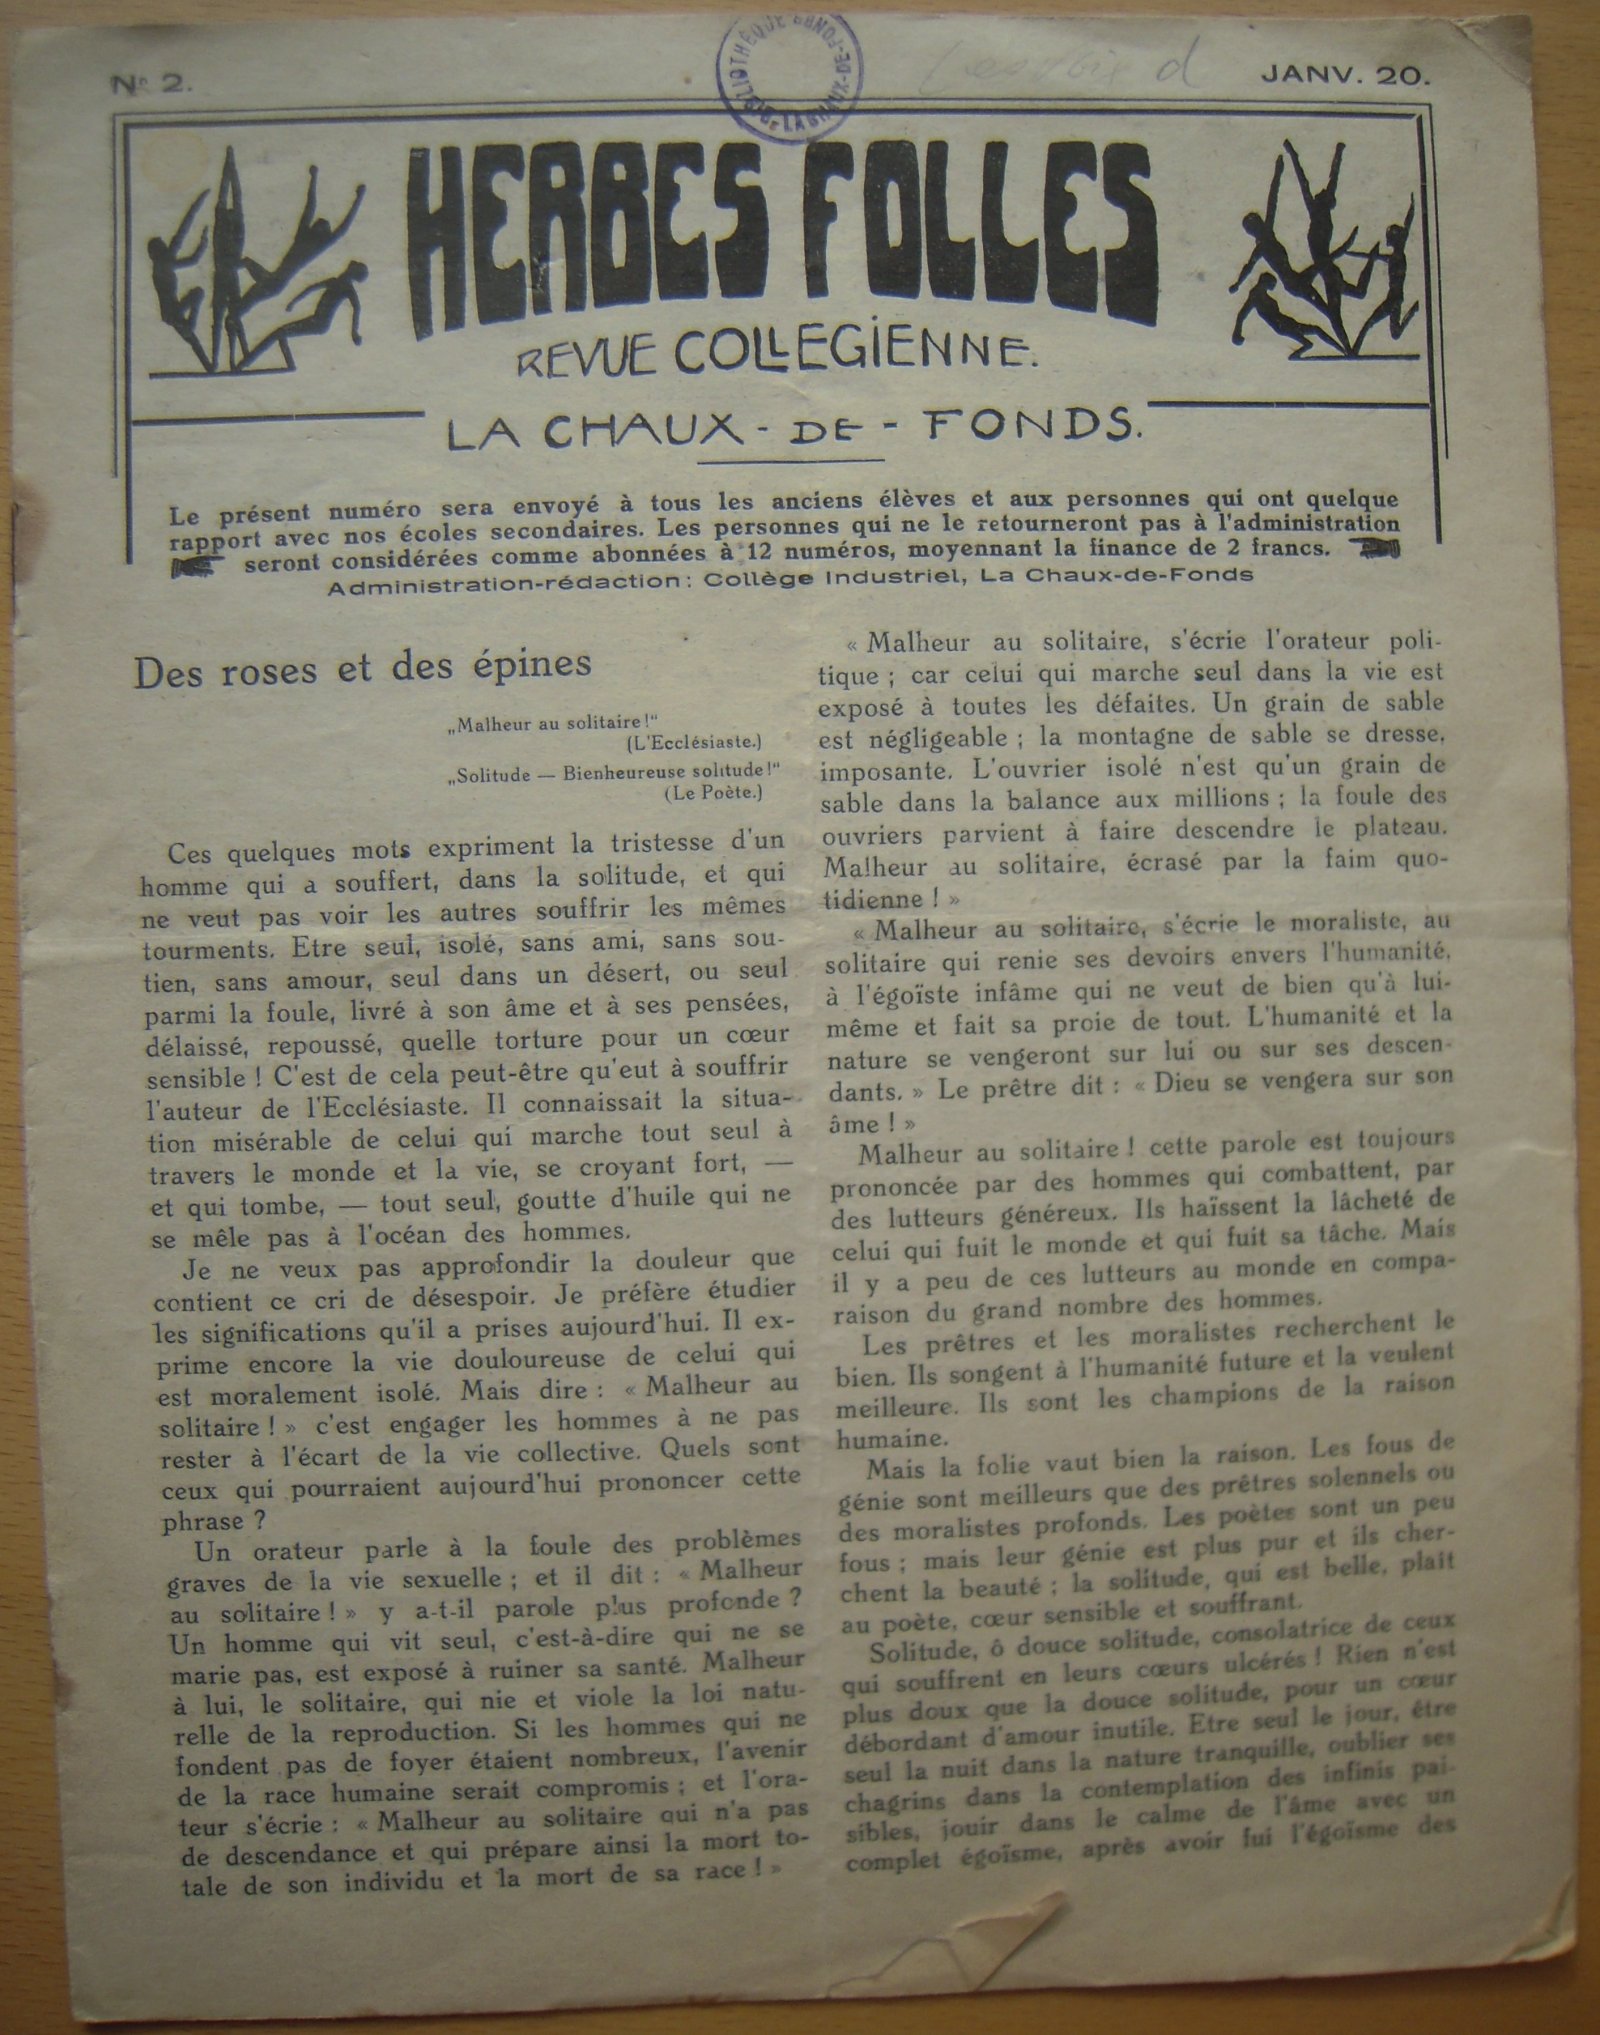 No 2.
JANV. 20.
BIBLIOTHÈQUE DE LA CHAUX-DE-FONDS
HERBES FOLLES
REVUE COLLEGIENNE.
LA CHAUX-DE-FONDS.
Le présent numéro sera envoyé à tous les anciens élèves et aux personnes qui ont quelque
rapport avec nos écoles secondaires. Les personnes qui ne le retourneront pas à l'administration
seront considérées comme abonnées à 12 numéros, moyennant la finance de 2 francs.
Administration-rédaction: Collège Industriel, La Chaux-de-Fonds
Des roses et des épines
„Malheur au solitaire!“
(L'Ecclésiaste.)
„Solitude — Bienheureuse solitude!“
(Le Poète.)
Ces quelques mots expriment la tristesse d'un
homme qui a souffert, dans la solitude, et qui
ne veut pas voir les autres souffrir les mêmes
tourments. Etre seul, isolé, sans ami, sans sou-
tien, sans amour, seul dans un désert, ou seul
parmi la foule, livré à son âme et à ses pensées,
délaissé, repoussé, quelle torture pour un cœur
sensible ! C'est de cela peut-être qu'eut à souffrir
l'auteur de l'Ecclésiaste. Il connaissait la situa-
tion misérable de celui qui marche tout seul à
travers le monde et la vie, se croyant fort, —
et qui tombe, — tout seul, goutte d'huile qui ne
se mêle pas à l'océan des hommes.
Je ne veux pas approfondir la douleur que
contient ce cri de désespoir. Je préfère étudier
les significations qu'il a prises aujourd'hui. Il ex-
prime encore la vie douloureuse de celui qui
est moralement isolé. Mais dire : « Malheur au
solitaire ! » c'est engager les hommes à ne pas
rester à l'écart de la vie collective. Quels sont
ceux qui pourraient aujourd'hui prononcer cette
phrase ?
Un orateur parle à la foule des problèmes
graves de la vie sexuelle ; et il dit : « Malheur
au solitaire ! » y a-t-il parole plus profonde ?
Un homme qui vit seul, c'est-à-dire qui ne se
marie pas, est exposé à ruiner sa santé. Malheur
à lui, le solitaire, qui nie et viole la loi natu-
relle de la reproduction. Si les hommes qui ne
fondent pas de foyer étaient nombreux, l'avenir
de la race humaine serait compromis ; et l'ora-
teur s'écrie : « Malheur au solitaire qui n'a pas
de descendance et qui prépare ainsi la mort to-
tale de son individu et la mort de sa race ! »
« Malheur au solitaire, s'écrie l'orateur poli-
tique ; car celui qui marche seul dans la vie est
exposé à toutes les défaites. Un grain de sable
est négligeable ; la montagne de sable se dresse,
imposante. L'ouvrier isolé n'est qu'un grain de
sable dans la balance aux millions ; la foule des
ouvriers parvient à faire descendre le plateau.
Malheur au solitaire, écrasé par la faim quo-
tidienne ! »
« Malheur au solitaire, s'écrie le moraliste, au
solitaire qui renie ses devoirs envers l'humanité,
à l'égoïste infâme qui ne veut de bien qu'à lui-
même et fait sa proie de tout. L'humanité et la
nature se vengeront sur lui ou sur ses descen-
dants. » Le prêtre dit : « Dieu se vengera sur son
âme ! »
Malheur au solitaire ! cette parole est toujours
prononcée par des hommes qui combattent, par
des lutteurs généreux. Ils haïssent la lâcheté de
celui qui fuit le monde et qui fuit sa tâche. Mais
il y a peu de ces lutteurs au monde en compa-
raison du grand nombre des hommes.
Les prêtres et les moralistes recherchent le
bien. Ils songent à l'humanité future et la veulent
meilleure. Ils sont les champions de la raison
humaine.
Mais la folie vaut bien la raison. Les fous de
génie sont meilleurs que des prêtres solennels ou
des moralistes profonds. Les poètes sont un peu
fous ; mais leur génie est plus pur et ils cher-
chent la beauté ; la solitude, qui est belle, plaît
au poète, cœur sensible et souffrant.
Solitude, ô douce solitude, consolatrice de ceux
qui souffrent en leurs cœurs ulcérés ! Rien n'est
plus doux que la douce solitude, pour un cœur
débordant d'amour inutile. Etre seul le jour, être
seul la nuit dans la nature tranquille, oublier ses
chagrins dans la contemplation des infinis pai-
sibles, jouir dans le calme de l'âme avec un
complet égoïsme, après avoir fui l'égoïsme des